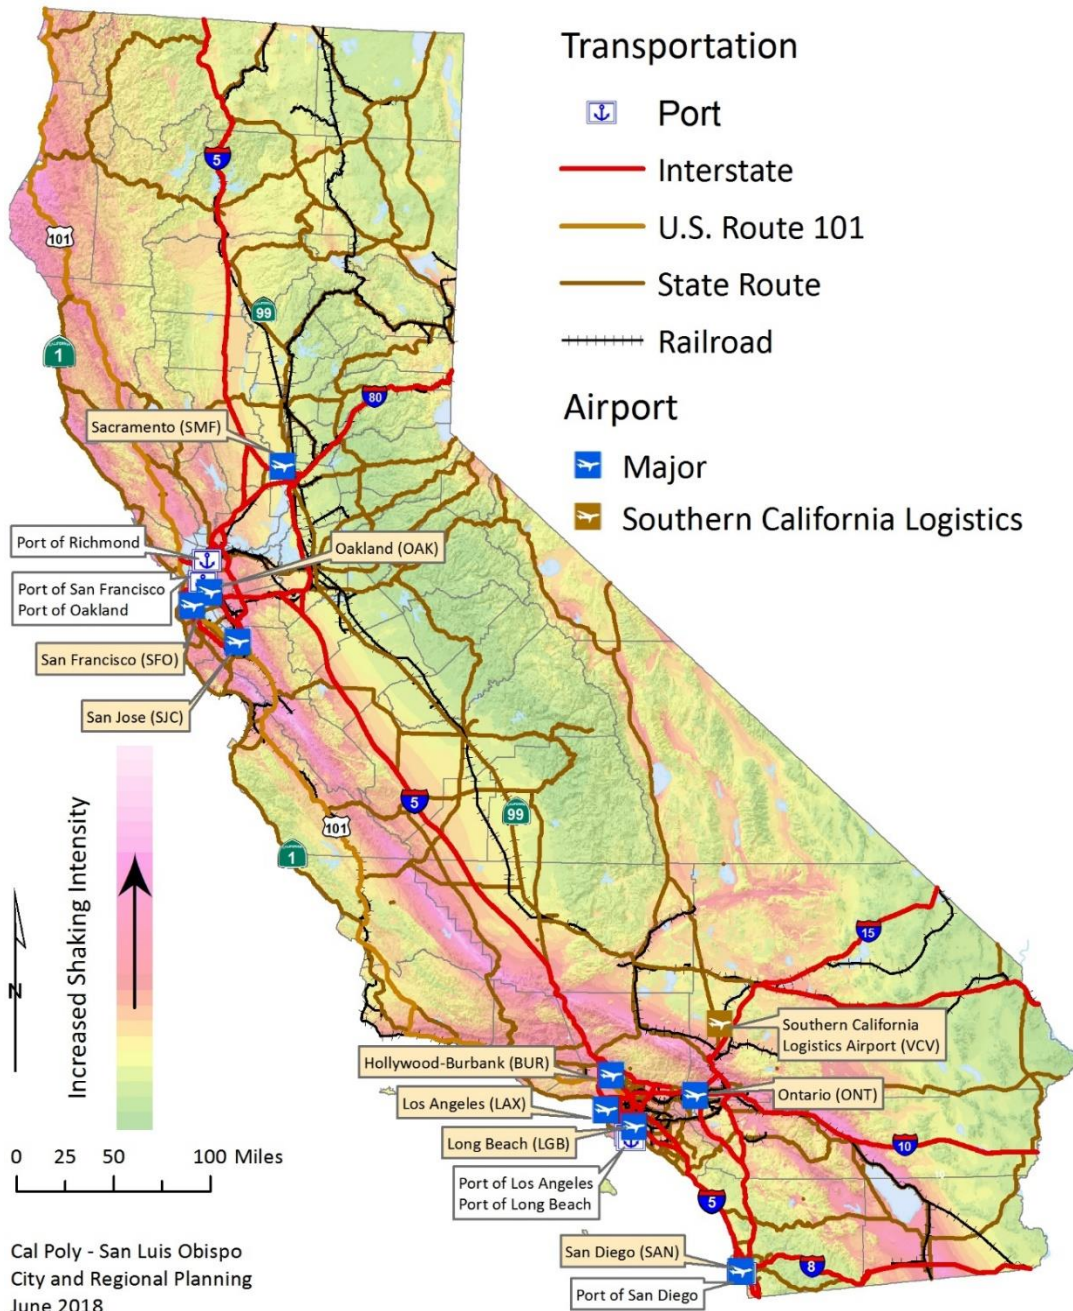 Transportation
Port
Interstate
U.S. Route 101
State Route
Railroad
Airport
Major
Southern California Logistics
5
101
99
1
80
Sacramento (SMF)
Port of Richmond
Oakland (OAK)
Port of San Francisco
Port of Oakland
San Francisco (SFO)
San Jose (SJC)
5
99
101
1
Increased Shaking Intensity
N
15
Southern California
Logistics Airport (VCV)
Hollywood-Burbank (BUR)
Ontario (ONT)
Los Angeles (LAX)
Long Beach (LGB)
10
0 25 50 100 Miles
Port of Los Angeles
Port of Long Beach
5
San Diego (SAN)
8
Port of San Diego
Cal Poly - San Luis Obispo
City and Regional Planning
June 2018